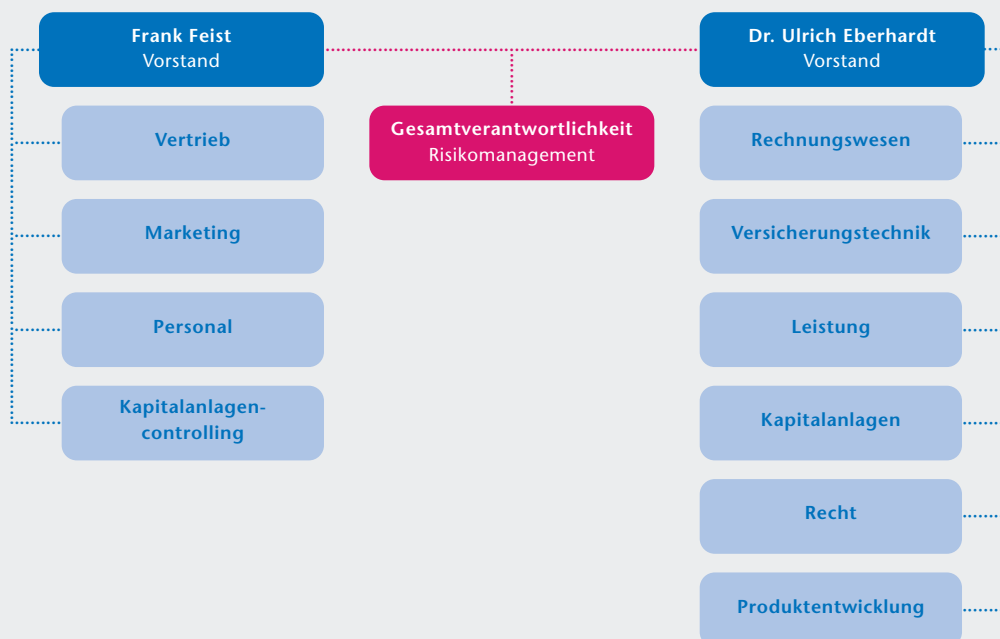 Frank Feist
Vorstand
Dr. Ulrich Eberhardt
Vorstand
Gesamtverantwortlichkeit
Risikomanagement
Vertrieb
Marketing
Personal
Kapitalanlagen-
controlling
Rechnungswesen
Versicherungstechnik
Leistung
Kapitalanlagen
Recht
Produktentwicklung